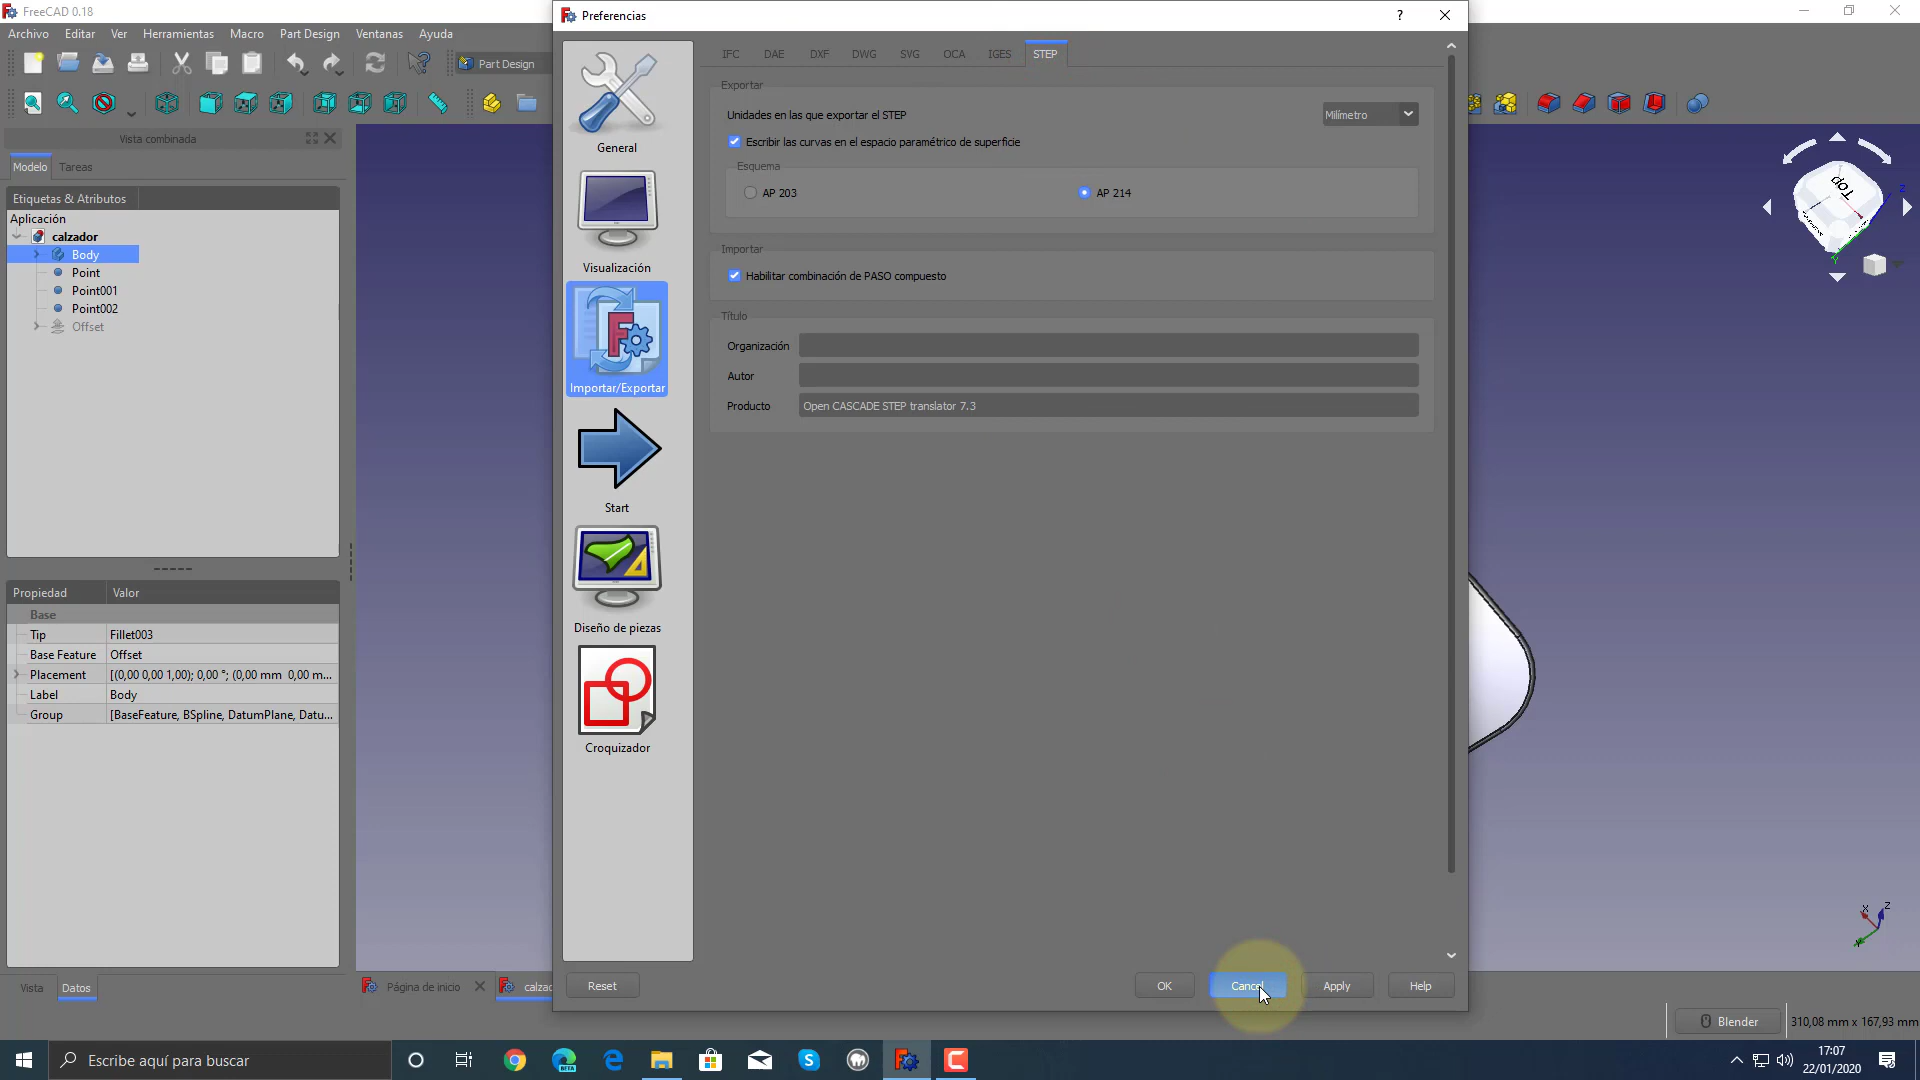 FreeCAD 0.18
Preferencias
?
Archivo Editar Ver Herramientas Macro Part Design Ventanas Ayuda
Part Design
Vista combinada
Modelo Tareas
Etiquetas & Atributos
Aplicación
calzador
Body
Point
Point001
Point002
Offset
Propiedad Valor
Base
Tip Fillet003
Base Feature Offset
Placement [(0,00 0,00 1,00); 0,00 °; (0,00 mm 0,00 m...
Label Body
Group [BaseFeature, BSpline, DatumPlane, Datu...
Vista Datos
General
Visualización
Importar/Exportar
Start
Diseño de piezas
Croquizador
IFC DAE DXF DWG SVG OCA IGES STEP
Exportar
Unidades en las que exportar el STEP Milímetro
Escribir las curvas en el espacio paramétrico de superficie
Esquema
AP 203 AP 214
Importar
Habilitar combinación de PASO compuesto
Título
Organización
Autor
Producto Open CASCADE STEP translator 7.3
Reset OK Cancel Apply Help
TOP
Z
X Z
Y
Página de inicio calzad
Blender 310,08 mm x 167,93 mm
Escribe aquí para buscar
17:07
22/01/2020